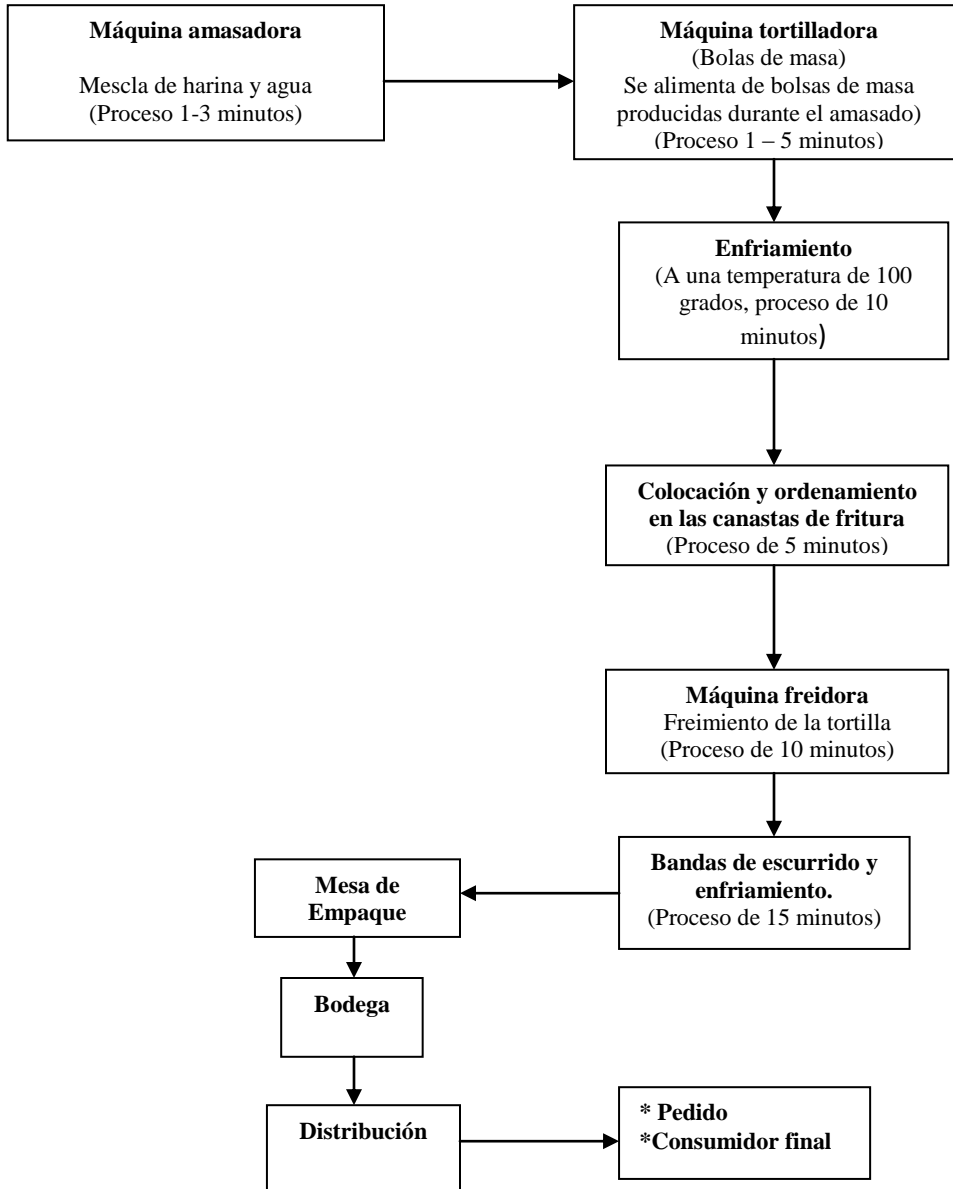 Máquina amasadora
Mescla de harina y agua
(Proceso 1-3 minutos)
Máquina tortilladora
(Bolas de masa)
Se alimenta de bolsas de masa
producidas durante el amasado)
(Proceso 1 – 5 minutos)
Enfriamiento
(A una temperatura de 100
grados, proceso de 10
minutos)
Colocación y ordenamiento
en las canastas de fritura
(Proceso de 5 minutos)
Máquina freidora
Freimiento de la tortilla
(Proceso de 10 minutos)
Bandas de escurrido y
enfriamiento.
(Proceso de 15 minutos)
Mesa de
Empaque
Bodega
Distribución
* Pedido
*Consumidor final